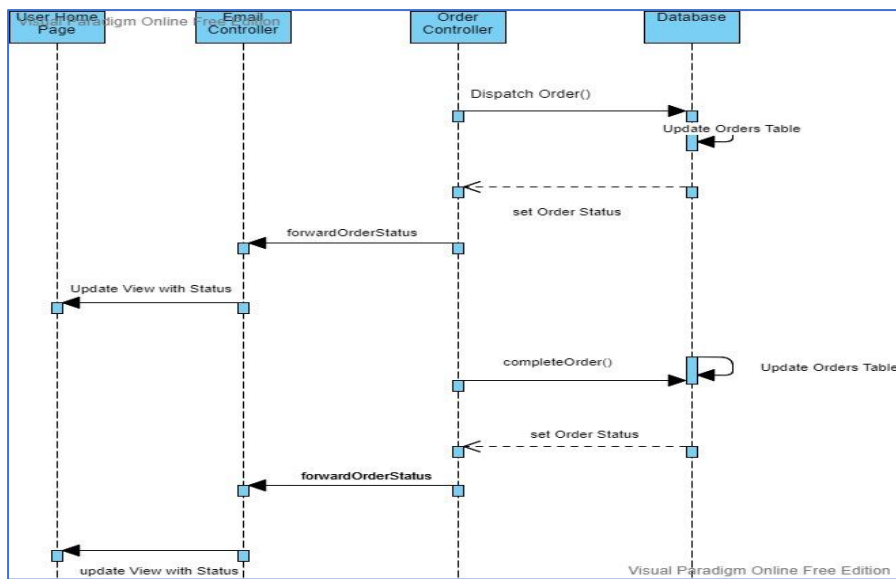 Visual Paradigm Online Free Edition
User Home
Page
Email
Controller
Order
Controller
Database
Dispatch Order()
Update Orders Table
set Order Status
forwardOrderStatus
Update View with Status
completeOrder()
Update Orders Table
set Order Status
forwardOrderStatus
update View with Status
Visual Paradigm Online Free Edition